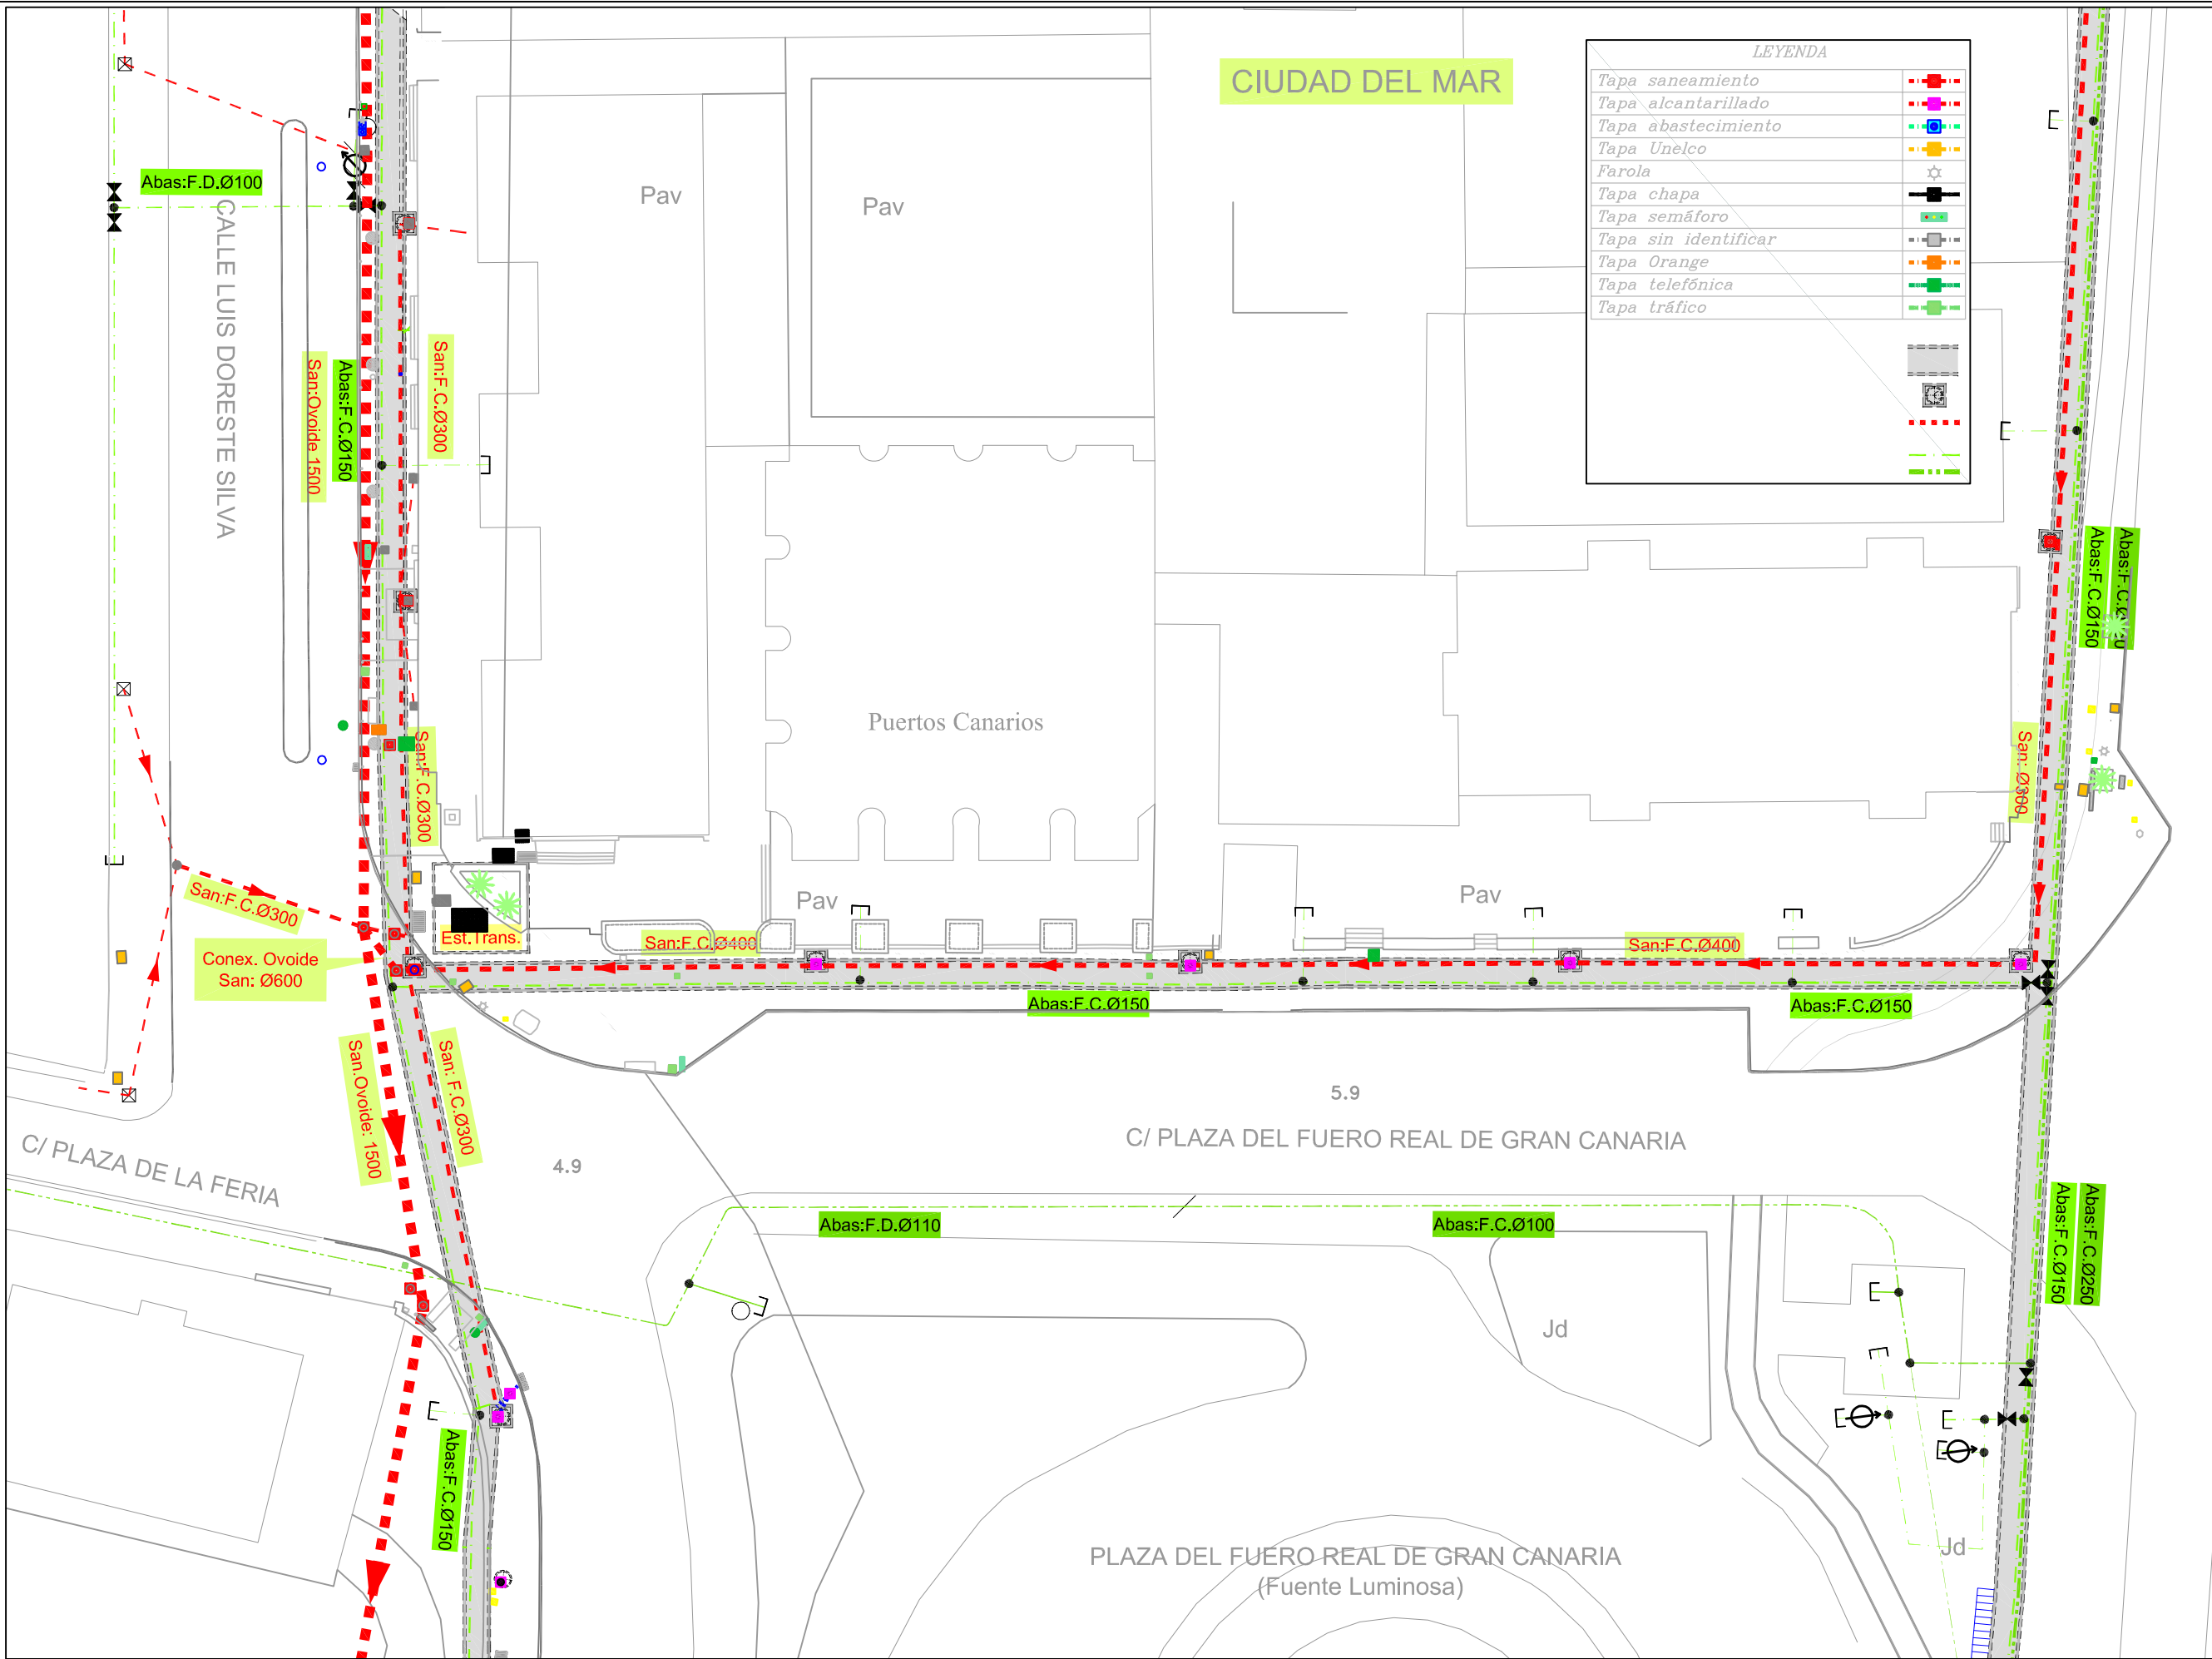 CIUDAD DEL MAR
LEYENDA
Tapa saneamiento
Tapa alcantarillado
Tapa abastecimiento
Tapa Unelco
Farola
Tapa chapa
Tapa semáforo
Tapa sin identificar
Tapa Orange
Tapa telefónica
Tapa tráfico
Abas:F.D.Ø100
CALLE LUIS DORESTE SILVA
Pav
Pav
San:Ovoide 1500
Abas:F.C.Ø150
San:F.C.Ø300
Abas:F.C.Ø150
Puertos Canarios
San:F.C.Ø300
San: Ø300
San:F.C.Ø300
Pav
Pav
Est.Trans.
San:F.C.Ø400
San:F.C.Ø400
Conex. Ovoide
San: Ø600
Abas:F.C.Ø150
Abas:F.C.Ø150
San.Ovoide: 1500
San: F.C.Ø300
5.9
C/ PLAZA DEL FUERO REAL DE GRAN CANARIA
C/ PLAZA DE LA FERIA
4.9
Abas:F.D.Ø110
Abas:F.C.Ø100
Abas:F.C.Ø150
Abas:F.C.Ø250
Jd
Abas:F.C.Ø150
PLAZA DEL FUERO REAL DE GRAN CANARIA
(Fuente Luminosa)
Jd